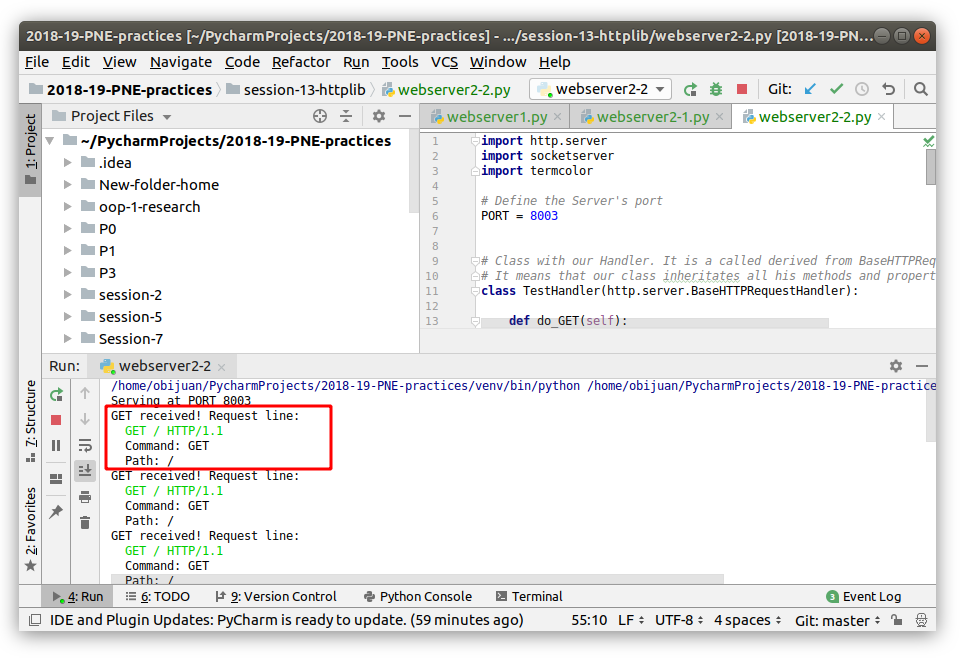 2018-19-PNE-practices [~/PycharmProjects/2018-19-PNE-practices] - .../session-13-httplib/webserver2-2.py [2018-19-PN...
File Edit View Navigate Code Refactor Run Tools VCS Window Help
2018-19-PNE-practices session-13-httplib webserver2-2.py webserver2-2 Git:
1: Project
Project Files
webserver1.py webserver2-1.py webserver2-2.py
~/PycharmProjects/2018-19-PNE-practices
.idea
New-folder-home
oop-1-research
P0
P1
P3
session-2
session-5
Session-7
1 import http.server
2 import socketserver
3 import termcolor
4
5 # Define the Server's port
6 PORT = 8003
7
8
9 # Class with our Handler. It is a called derived from BaseHTTPReq
10 # It means that our class inheritates all his methods and propert
11 class TestHandler(http.server.BaseHTTPRequestHandler):
12
13 def do_GET(self):
Run: webserver2-2
7: Structure
2: Favorites
/home/obijuan/PycharmProjects/2018-19-PNE-practices/venv/bin/python /home/obijuan/PycharmProjects/2018-19-PNE-practice
Serving at PORT 8003
GET received! Request line:
GET / HTTP/1.1
Command: GET
Path: /
GET received! Request line:
GET / HTTP/1.1
Command: GET
Path: /
GET received! Request line:
GET / HTTP/1.1
Command: GET
Path: /
4: Run 6: TODO 9: Version Control Python Console Terminal 3 Event Log
IDE and Plugin Updates: PyCharm is ready to update. (59 minutes ago) 55:10 LF UTF-8 4 spaces Git: master